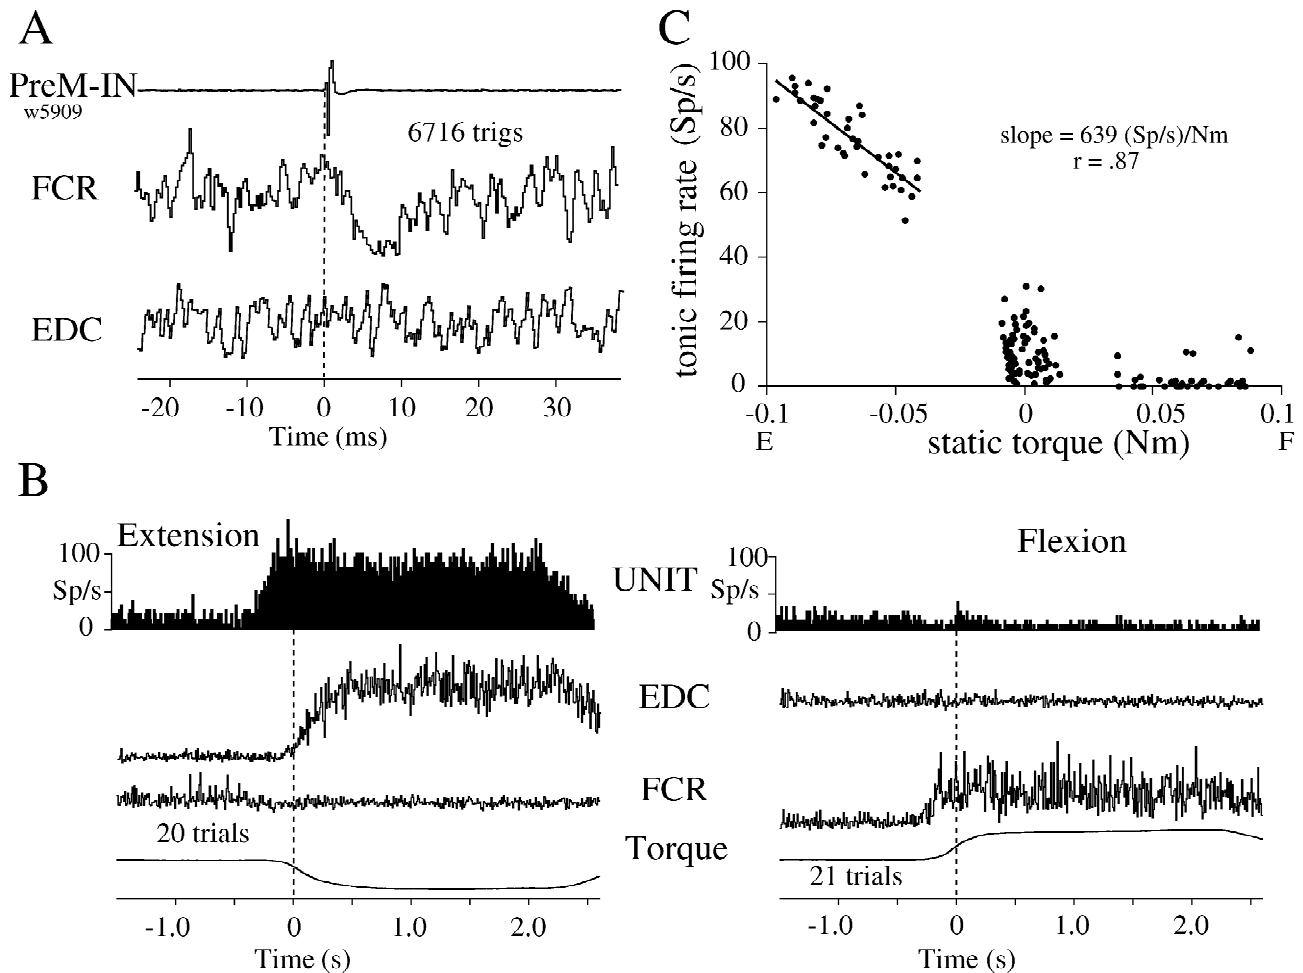 A
PreM-IN
w5909
6716 trigs
FCR
EDC
-20 -10 0 10 20 30
Time (ms)
C
tonic firing rate (Sp/s)
100
80
60
40
20
0
slope = 639 (Sp/s)/Nm
r = .87
-0.1 -0.05 0 0.05 0.1
E static torque (Nm) F
B
Extension
100
Sp/s
0
20 trials
-1.0 0 1.0 2.0
Time (s)
UNIT
EDC
FCR
Torque
Flexion
100
Sp/s
0
21 trials
-1.0 0 1.0 2.0
Time (s)